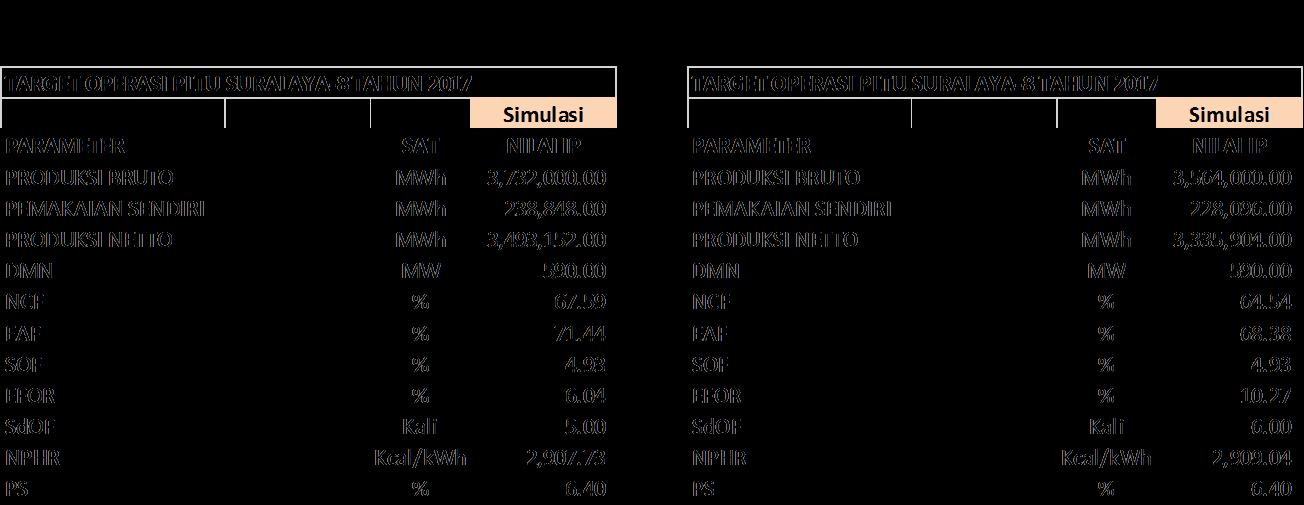 TARGET OPERASI PLTU SURALAYA-8 TAHUN 2017
Simulasi
PARAMETER SAT NILAI IP
PRODUKSI BRUTO MWh 3,732,000.00
PEMAKAIAN SENDIRI MWh 238,848.00
PRODUKSI NETTO MWh 3,493,152.00
DMN MW 590.00
NCF % 67.59
EAF % 71.44
SOF % 4.93
EFOR % 6.04
SdOF Kali 5.00
NPHR Kcal/kWh 2,907.73
PS % 6.40
TARGET OPERASI PLTU SURALAYA-8 TAHUN 2017
Simulasi
PARAMETER SAT NILAI IP
PRODUKSI BRUTO MWh 3,564,000.00
PEMAKAIAN SENDIRI MWh 228,096.00
PRODUKSI NETTO MWh 3,335,904.00
DMN MW 590.00
NCF % 64.54
EAF % 68.38
SOF % 4.93
EFOR % 10.27
SdOF Kali 6.00
NPHR Kcal/kWh 2,909.04
PS % 6.40